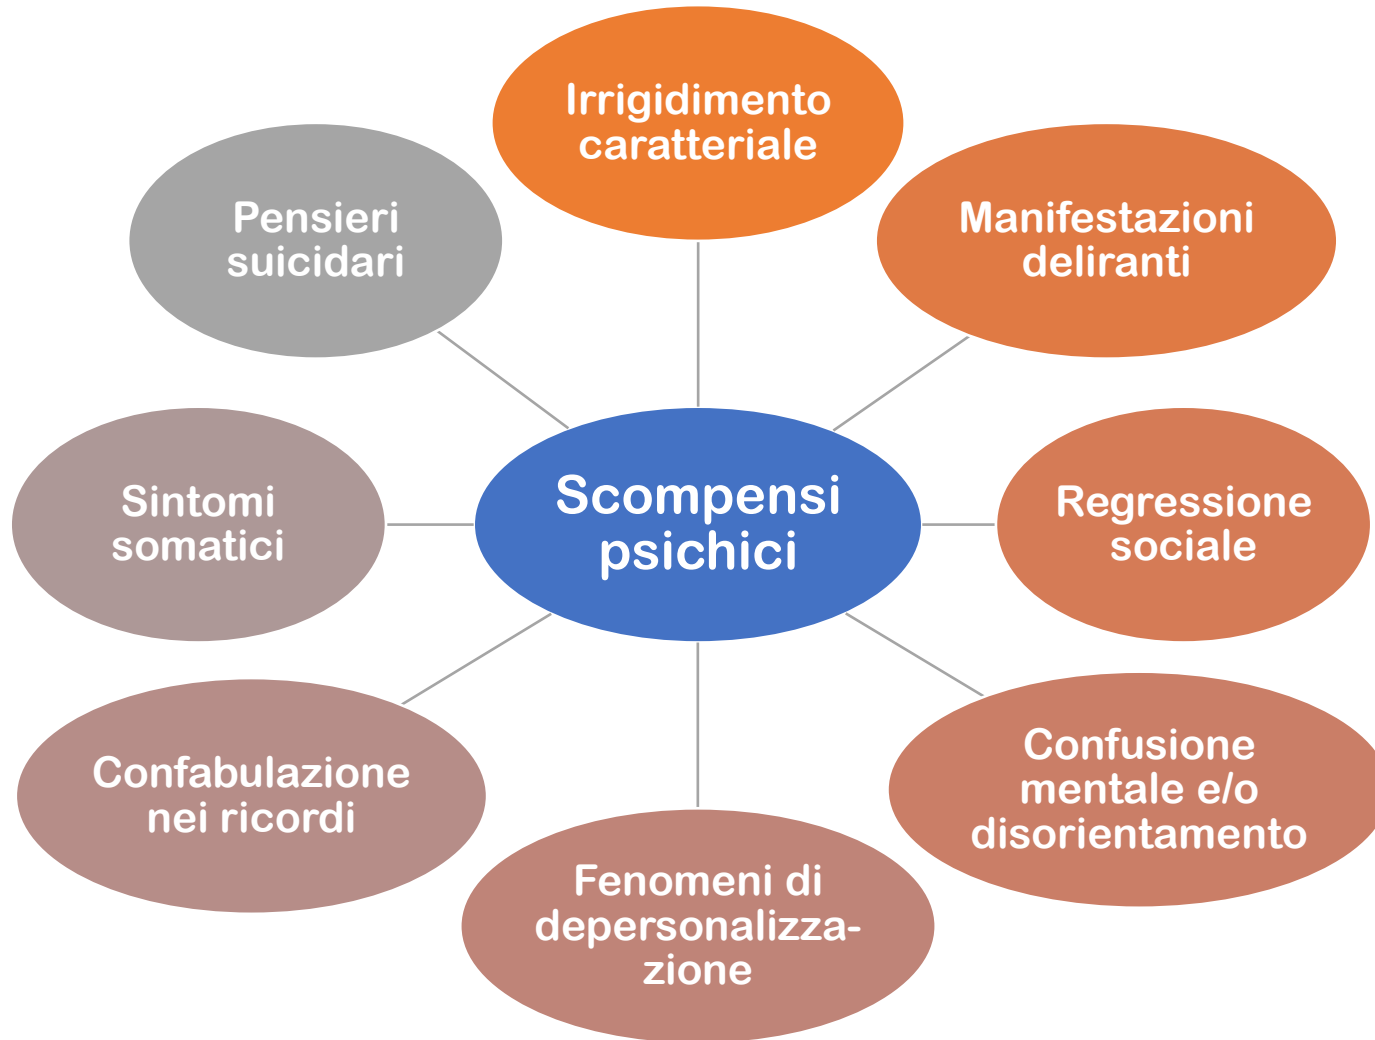 Irrigidimento
caratteriale
Manifestazioni
deliranti
Regressione
sociale
Confusione
mentale e/o
disorientamento
Fenomeni di
depersonalizza-
zione
Confabulazione
nei ricordi
Sintomi
somatici
Pensieri
suicidari
Scompensi
psichici